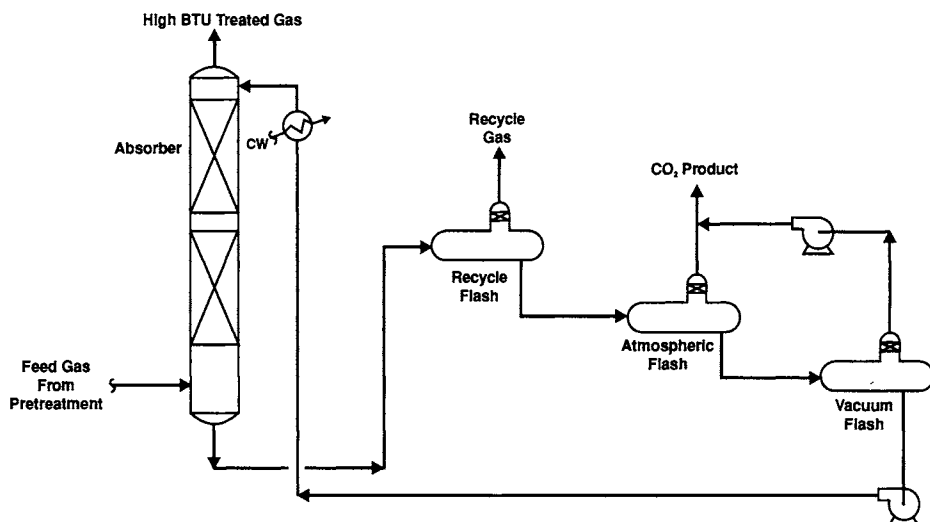 High BTU Treated Gas
Absorber
CW
Recycle
Gas
CO₂ Product
Recycle
Flash
Atmospheric
Flash
Vacuum
Flash
Feed Gas
From
Pretreatment